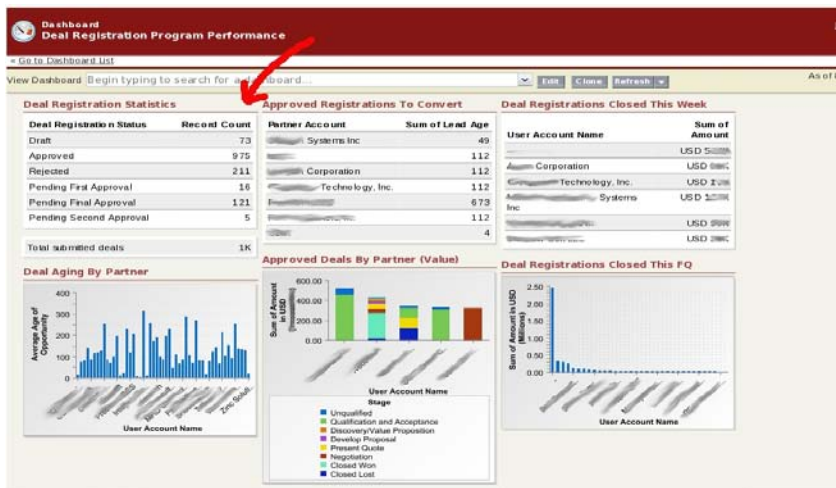 Dashboard
Deal Registration Program Performance
« Go to Dashboard List
View Dashboard Begin typing to search for a dashboard... Edit Clone Refresh As of
Deal Registration Statistics
Deal Registration Status Record Count
Draft 73
Approved 975
Rejected 211
Pending First Approval 16
Pending Final Approval 121
Pending Second Approval 5
Total submitted deals 1K
Approved Registrations To Convert
Partner Account Sum of Lead Age
Systems Inc 49
112
Corporation 112
Technology, Inc. 112
673
112
4
Deal Registrations Closed This Week
User Account Name Sum of
Amount
USD
Corporation USD
Technology, Inc. USD
Systems USD
Inc
USD
USD
Deal Aging By Partner
Average Age of
Opportunity
400
300
200
100
0
User Account Name
Approved Deals By Partner (Value)
Sum of Amount
in USD
600.00
400.00
200.00
0.00
User Account Name
Stage
Unqualified
Qualification and Acceptance
Discovery/Value Proposition
Develop Proposal
Present Quote
Negotiation
Closed Won
Closed Lost
Deal Registrations Closed This FQ
Sum of Amount in USD
(Millions)
2.50
2.00
1.50
1.00
0.50
0.00
User Account Name